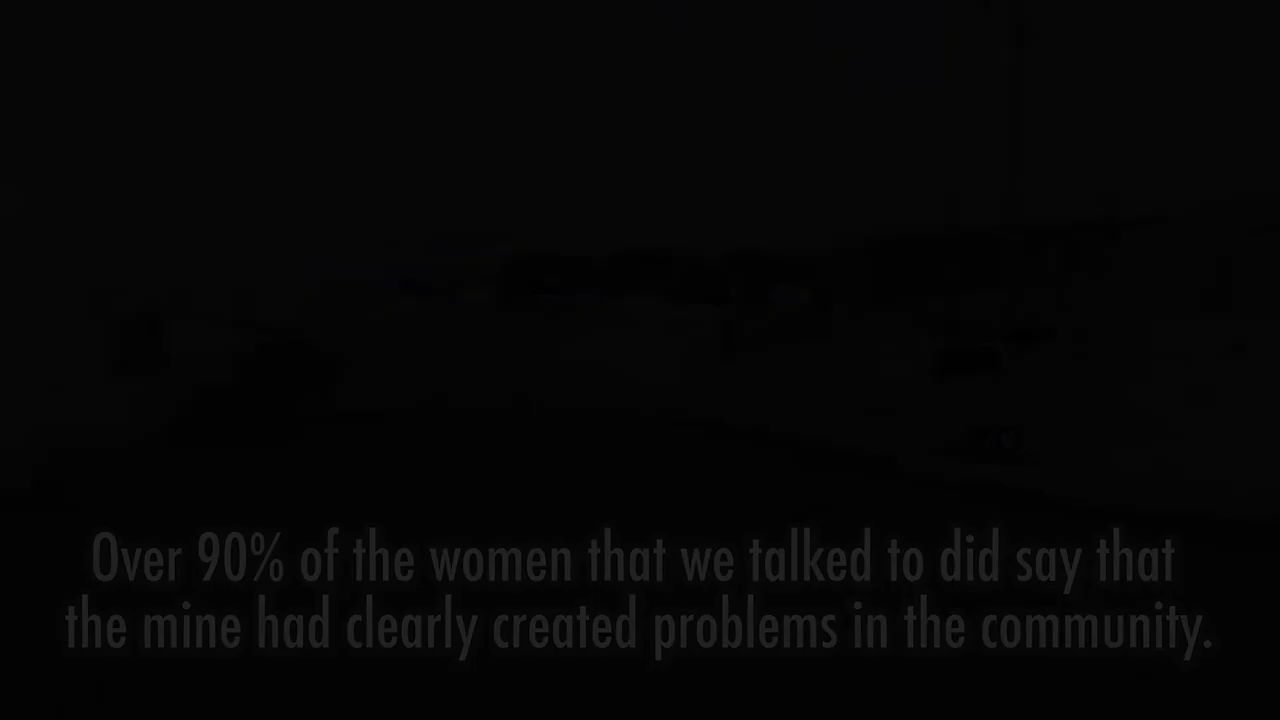 Over 90% of the women that we talked to did say that
the mine had clearly created problems in the community.